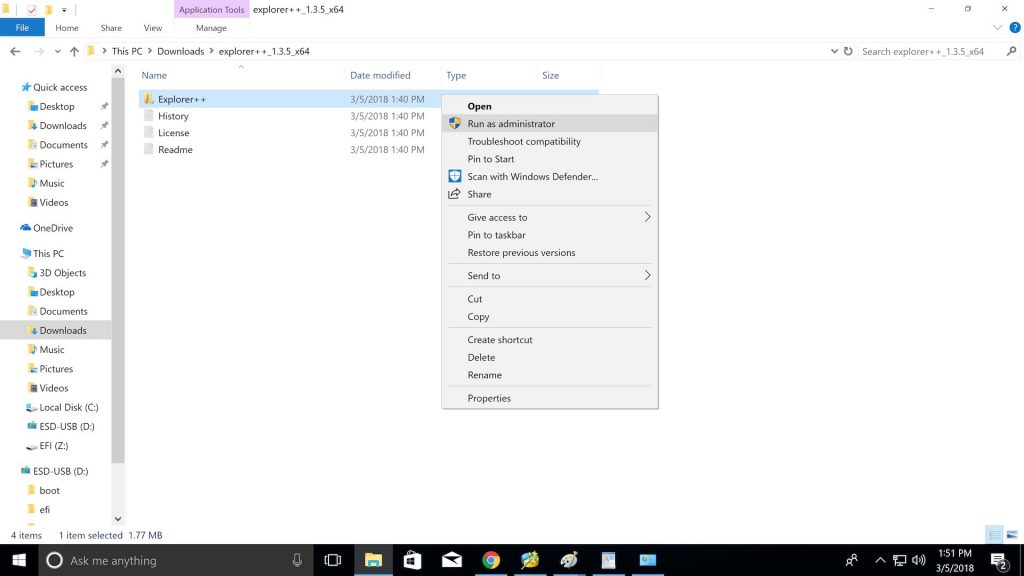 Application Tools explorer++_1.3.5_x64
File Home Share View Manage
This PC Downloads explorer++_1.3.5_x64 Search explorer++_1.3.5_x64
Name Date modified Type Size
Quick access
Desktop
Downloads
Documents
Pictures
Music
Videos
OneDrive
This PC
3D Objects
Desktop
Documents
Downloads
Music
Pictures
Videos
Local Disk (C:)
ESD-USB (D:)
EFI (Z:)
ESD-USB (D:)
boot
efi
Explorer++ 3/5/2018 1:40 PM
History 3/5/2018 1:40 PM
License 3/5/2018 1:40 PM
Readme 3/5/2018 1:40 PM
Open
Run as administrator
Troubleshoot compatibility
Pin to Start
Scan with Windows Defender...
Share
Give access to
Pin to taskbar
Restore previous versions
Send to
Cut
Copy
Create shortcut
Delete
Rename
Properties
4 items 1 item selected 1.77 MB
Ask me anything
1:51 PM
3/5/2018
2